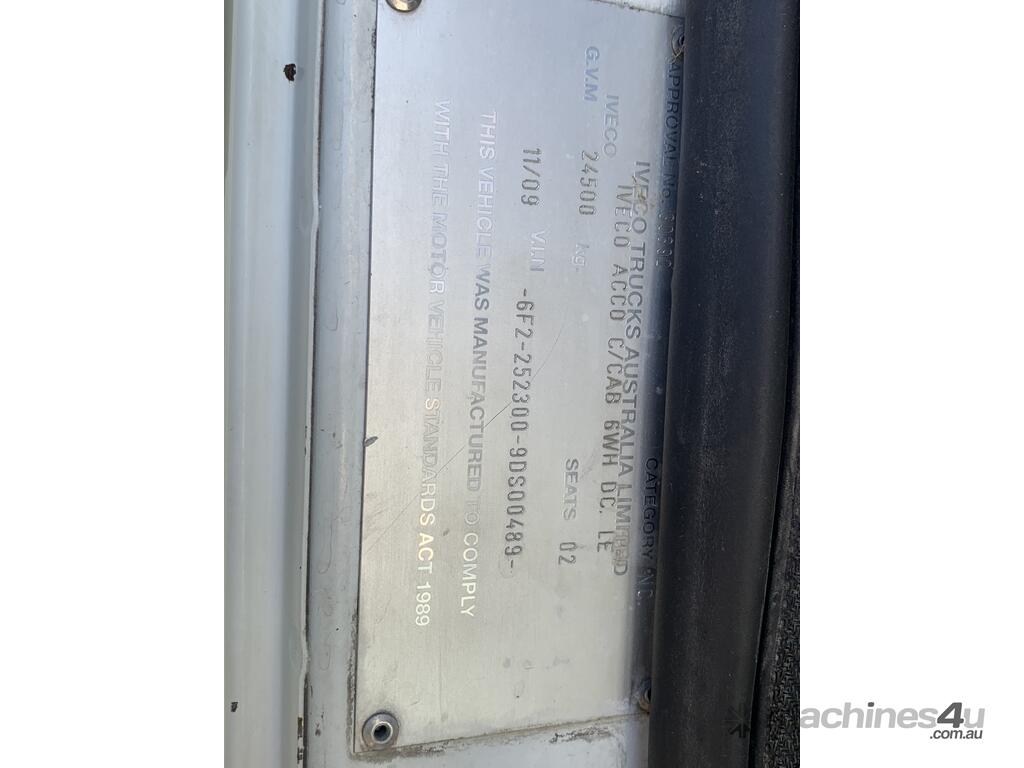 APPROVAL No. CATEGORY NC.
IVECO TRUCKS AUSTRALIA LIMITED
IVECO IVECO ACCO C/CAB 6WH DC. LE
G.V.M 24500 kg. SEATS 02
11/09 V.I.N -6F2-252300-9DS00489-
THIS VEHICLE WAS MANUFACTURED TO COMPLY
WITH THE MOTOR VEHICLE STANDARDS ACT 1989
machines4u
.com.au